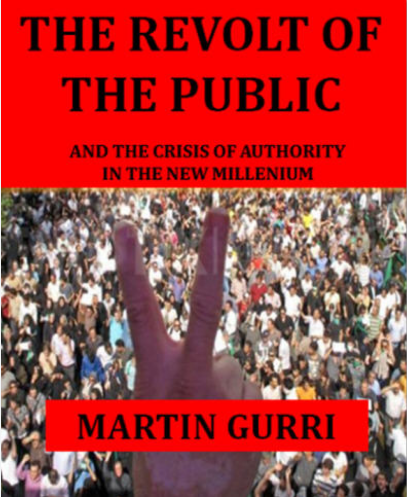 THE REVOLT OF
THE PUBLIC
AND THE CRISIS OF AUTHORITY
IN THE NEW MILLENIUM
MARTIN GURRI